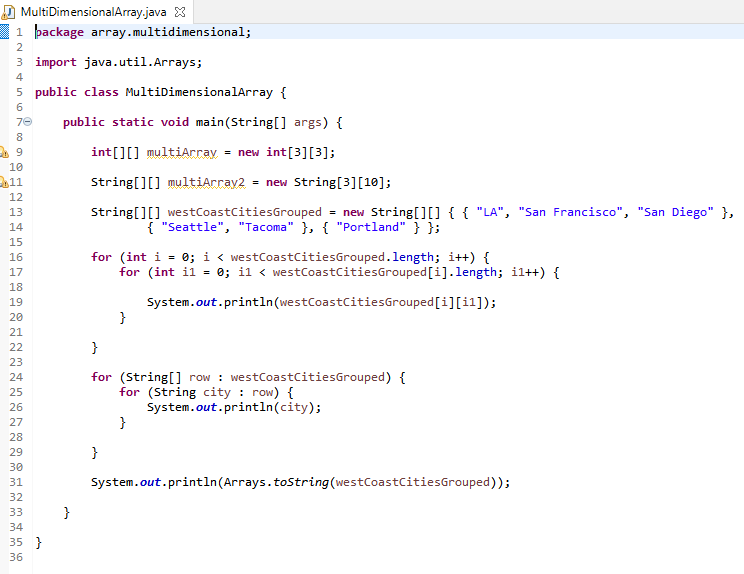 MultiDimensionalArray.java
1 package array.multidimensional;
2
3 import java.util.Arrays;
4
5 public class MultiDimensionalArray {
6
7 public static void main(String[] args) {
8
9 int[][] multiArray = new int[3][3];
10
11 String[][] multiArray2 = new String[3][10];
12
13 String[][] westCoastCitiesGrouped = new String[][] { { "LA", "San Francisco", "San Diego" },
14 { "Seattle", "Tacoma" }, { "Portland" } };
15
16 for (int i = 0; i < westCoastCitiesGrouped.length; i++) {
17 for (int i1 = 0; i1 < westCoastCitiesGrouped[i].length; i1++) {
18
19 System.out.println(westCoastCitiesGrouped[i][i1]);
20 }
21
22 }
23
24 for (String[] row : westCoastCitiesGrouped) {
25 for (String city : row) {
26 System.out.println(city);
27 }
28
29 }
30
31 System.out.println(Arrays.toString(westCoastCitiesGrouped));
32
33 }
34
35 }
36